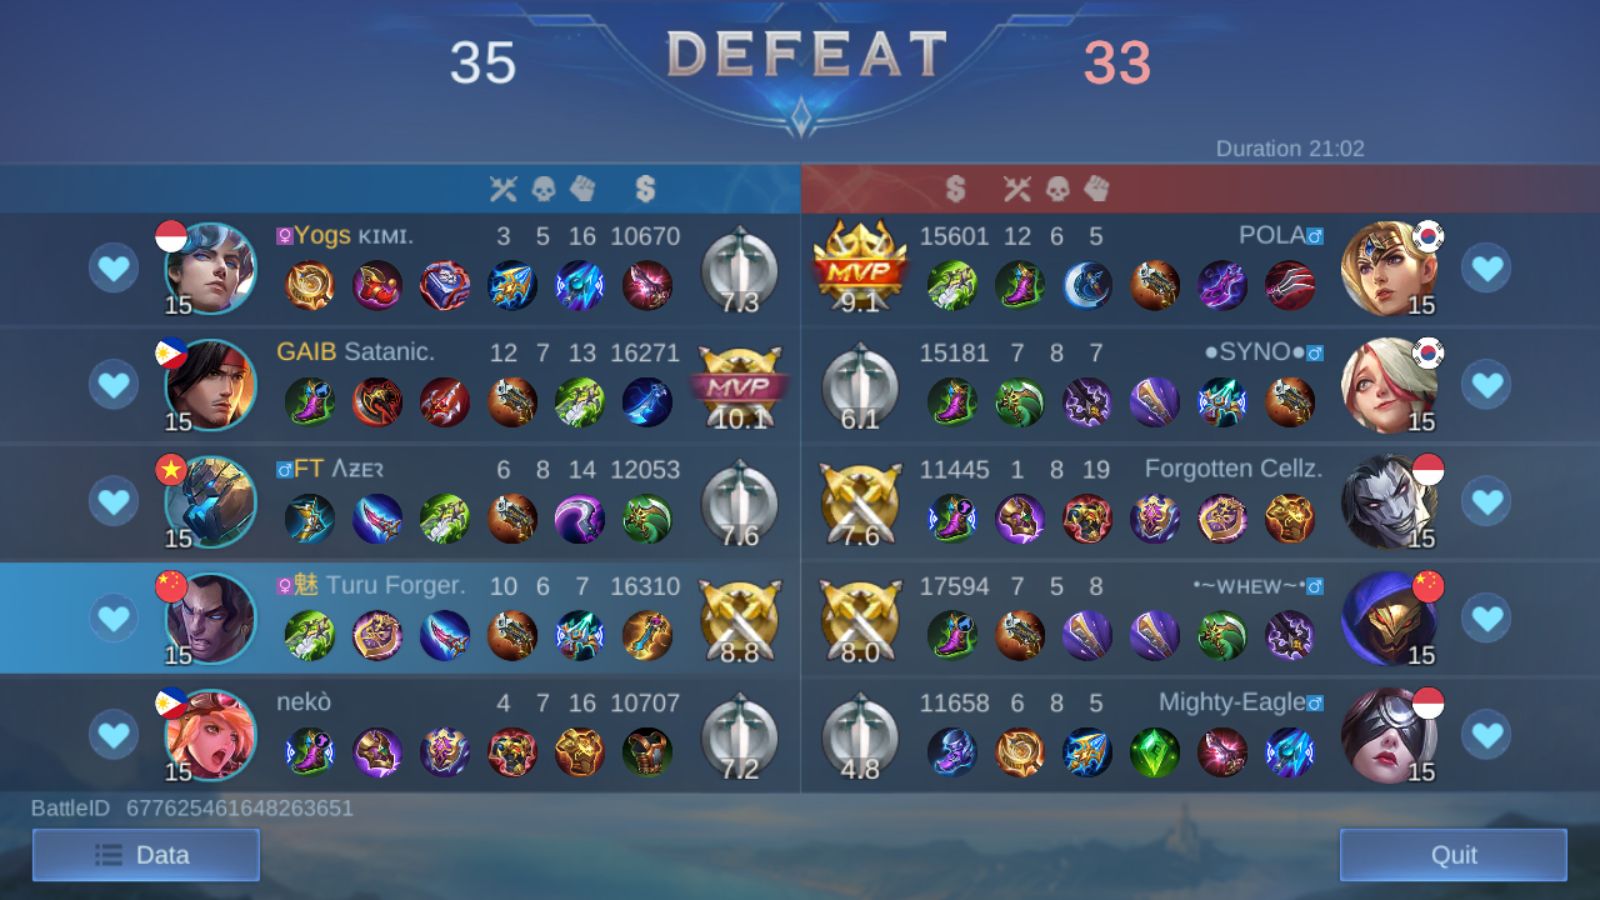 DEFEAT
35
33
Duration 21:02
Yogs KIMI. 3 5 16 10670
15
7.3
GAIB Satanic. 12 7 13 16271
15
MVP
10.1
FT ΛƵER 6 8 14 12053
15
7.6
魅 Turu Forger. 10 6 7 16310
15
8.8
nekò 4 7 16 10707
15
7.2
15601 12 6 5 POLA
MVP
9.1
15
15181 7 8 7 ●SYNO●
6.1
15
11445 1 8 19 Forgotten Cellz.
7.6
15
17594 7 5 8 •~WHEW~•
8.0
15
11658 6 8 5 Mighty-Eagle
4.8
15
BattleID 677625461648263651
Data
Quit